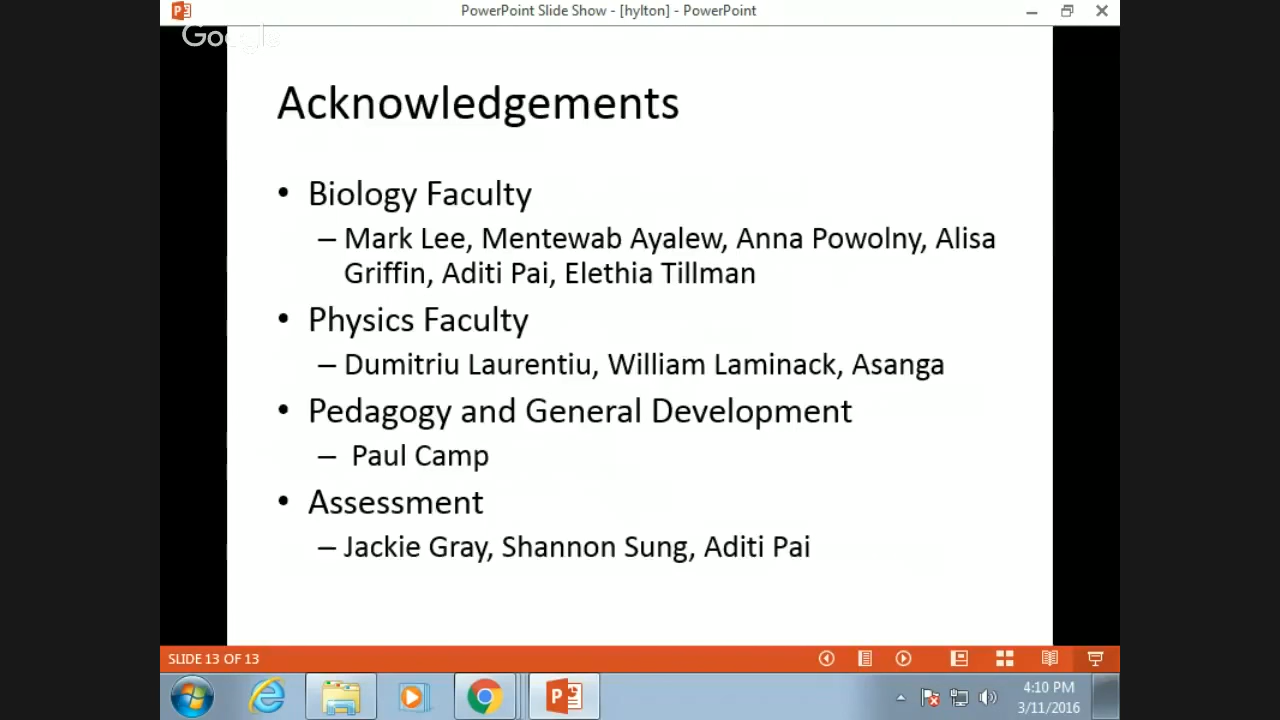 PowerPoint Slide Show - [hylton] - PowerPoint
Google
Acknowledgements
• Biology Faculty
– Mark Lee, Mentewab Ayalew, Anna Powolny, Alisa
Griffin, Aditi Pai, Elethia Tillman
• Physics Faculty
– Dumitriu Laurentiu, William Laminack, Asanga
• Pedagogy and General Development
– Paul Camp
• Assessment
– Jackie Gray, Shannon Sung, Aditi Pai
SLIDE 13 OF 13
4:10 PM
3/11/2016